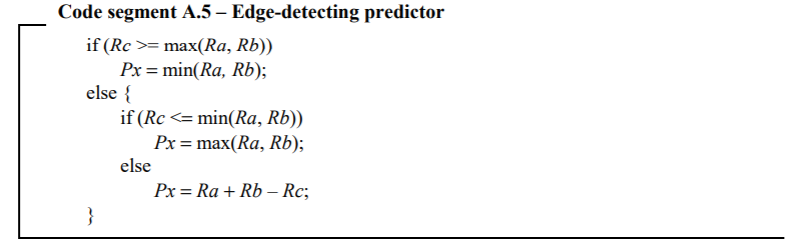 Code segment A.5 – Edge-detecting predictor
if (Rc >= max(Ra, Rb))
Px = min(Ra, Rb);
else {
if (Rc <= min(Ra, Rb))
Px = max(Ra, Rb);
else
Px = Ra + Rb – Rc;
}